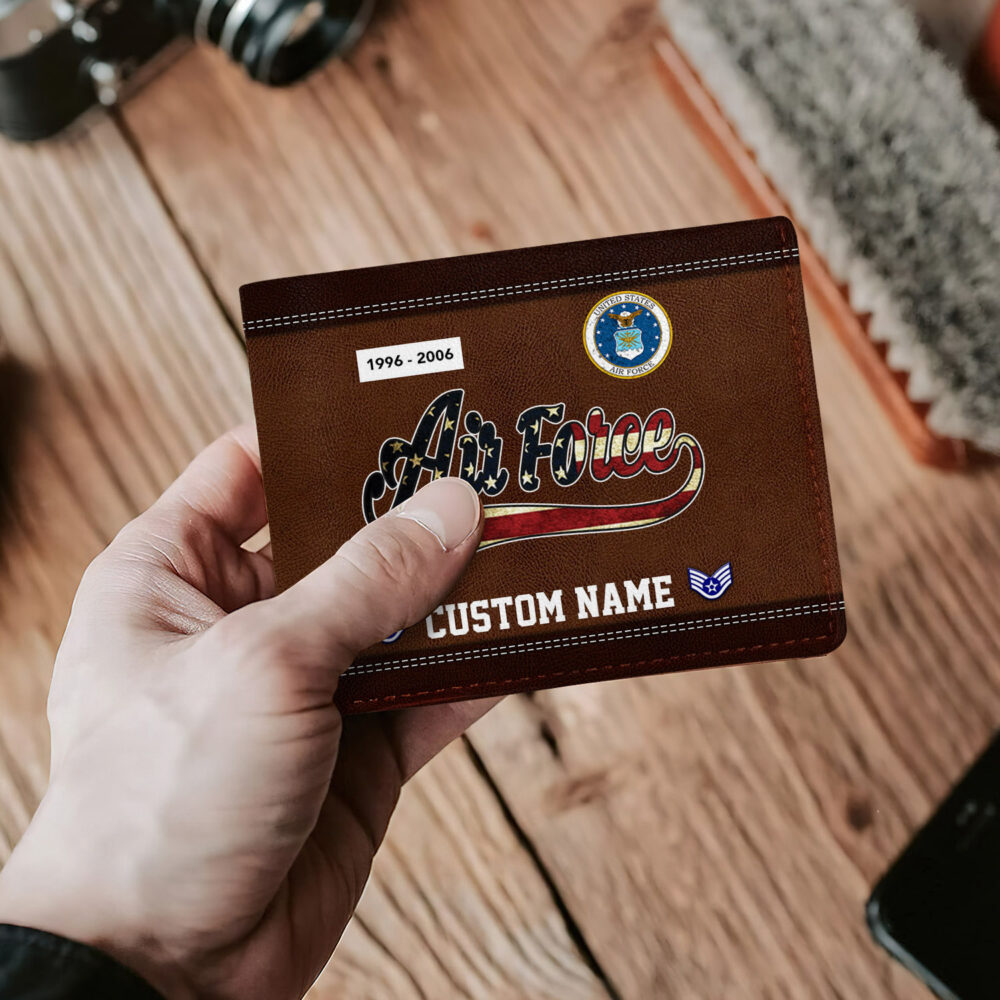 UNITED STATES
AIR FORCE
1996 - 2006
Air Force
CUSTOM NAME